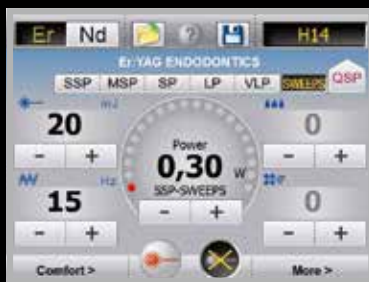 Er Nd ? H14
Er:YAG ENDODONTICS
SSP MSP SP LP VLP SWEEPS QSP
mJ
20
- +
Hz
15
- +
Power
0,30 W
SSP-SWEEPS
- +
0
- +
0
- +
Comfort > More >